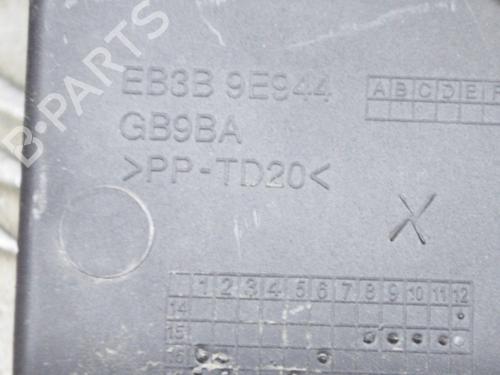 B-PARTS
EB3B 9E944
GB9BA
>PP-TD20<
A B C D E F
X
1 2 3 4 5 6 7 8 9 10 11 12
14
15
16